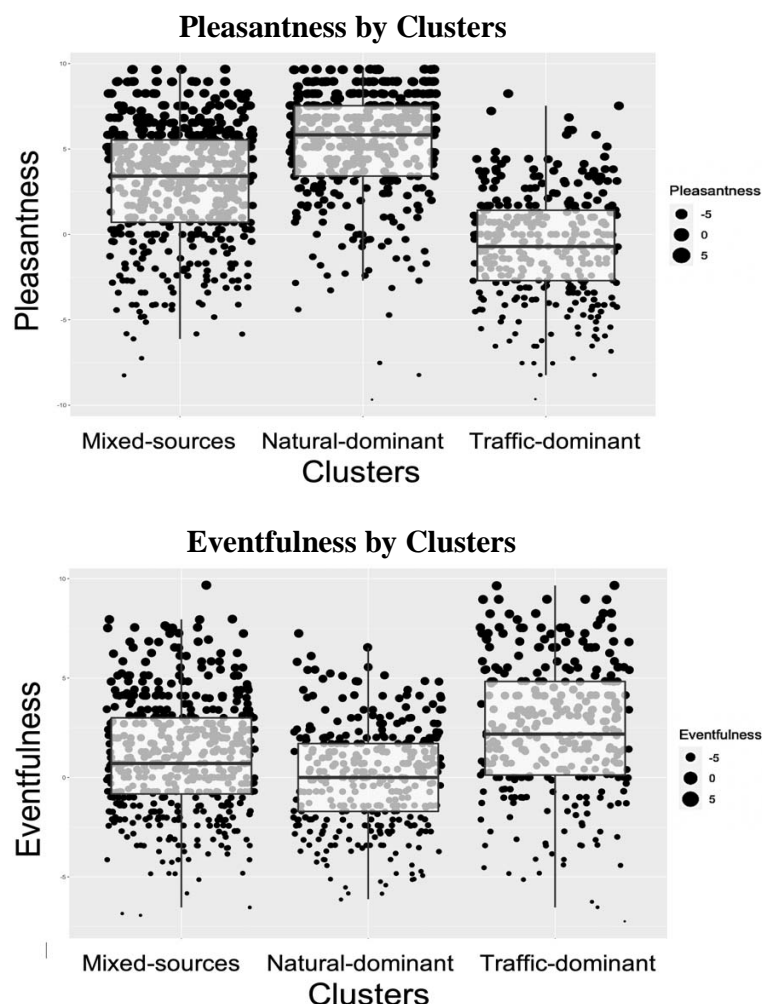 Pleasantness by Clusters
10
5
0
-5
-10
Pleasantness
Mixed-sources Natural-dominant Traffic-dominant
Clusters
Pleasantness
-5
0
5
Eventfulness by Clusters
10
5
0
-5
Eventfulness
Mixed-sources Natural-dominant Traffic-dominant
Clusters
Eventfulness
-5
0
5